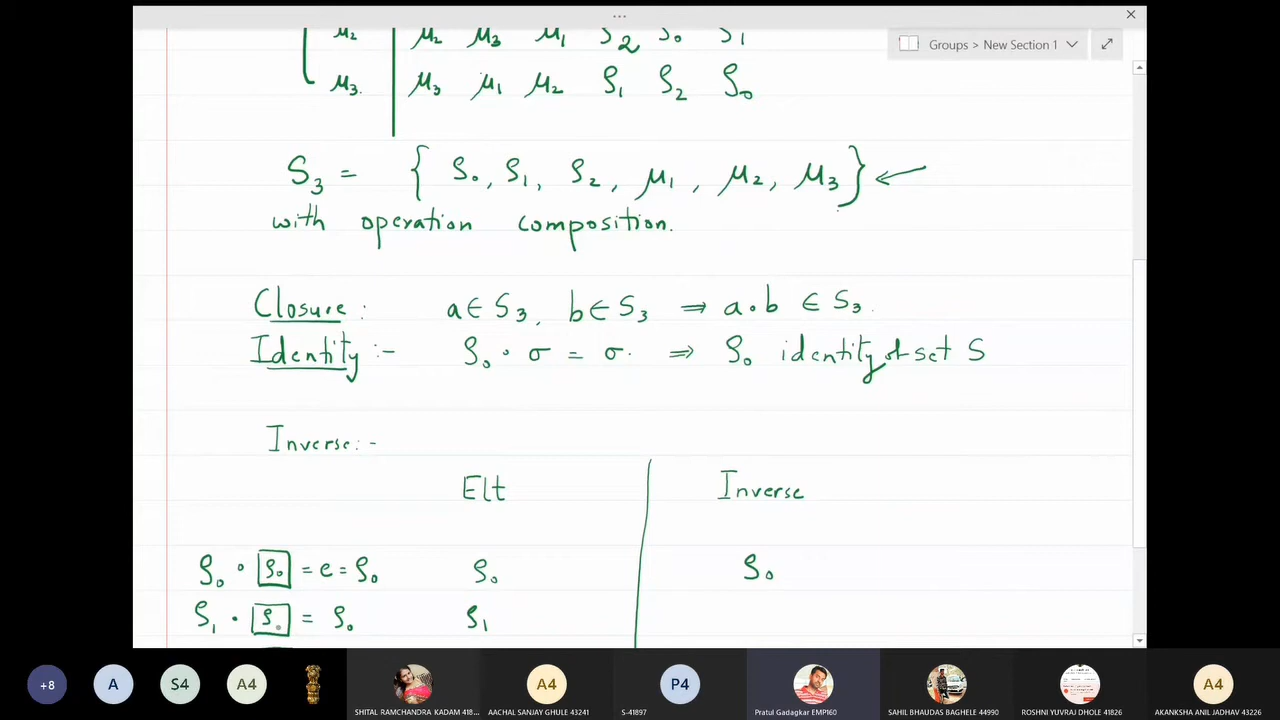 ...
Groups > New Section 1
μ₂ μ₂ μ₃ μ₁ ρ₂ ρ₀ ρ₁
μ₃. μ₃ μ₁ μ₂ ρ₁ ρ₂ ρ₀
S₃ = { ρ₀, ρ₁, ρ₂, μ₁, μ₂, μ₃ } ←
with operation composition.
Closure: a ∈ S₃, b ∈ S₃ ⇒ a • b ∈ S₃.
Identity :- ρ₀ • σ = σ. ⇒ ρ₀ identity of set S
Inverse :-
Elt Inverse
ρ₀ • ρ₀ = e = ρ₀ ρ₀ ρ₀
ρ₁ • = ρ₀ ρ₁
+8 A S4 A4 A4 P4 A4
SHITAL RAMCHANDRA KADAM 418... AACHAL SANJAY GHULE 43241 S-41897 Pratul Gadagkar EMP160 SAHIL BHAUDAS BAGHELE 44990 ROSHNI YUVRAJ DHOLE 41826 AKANKSHA ANIL JADHAV 43226